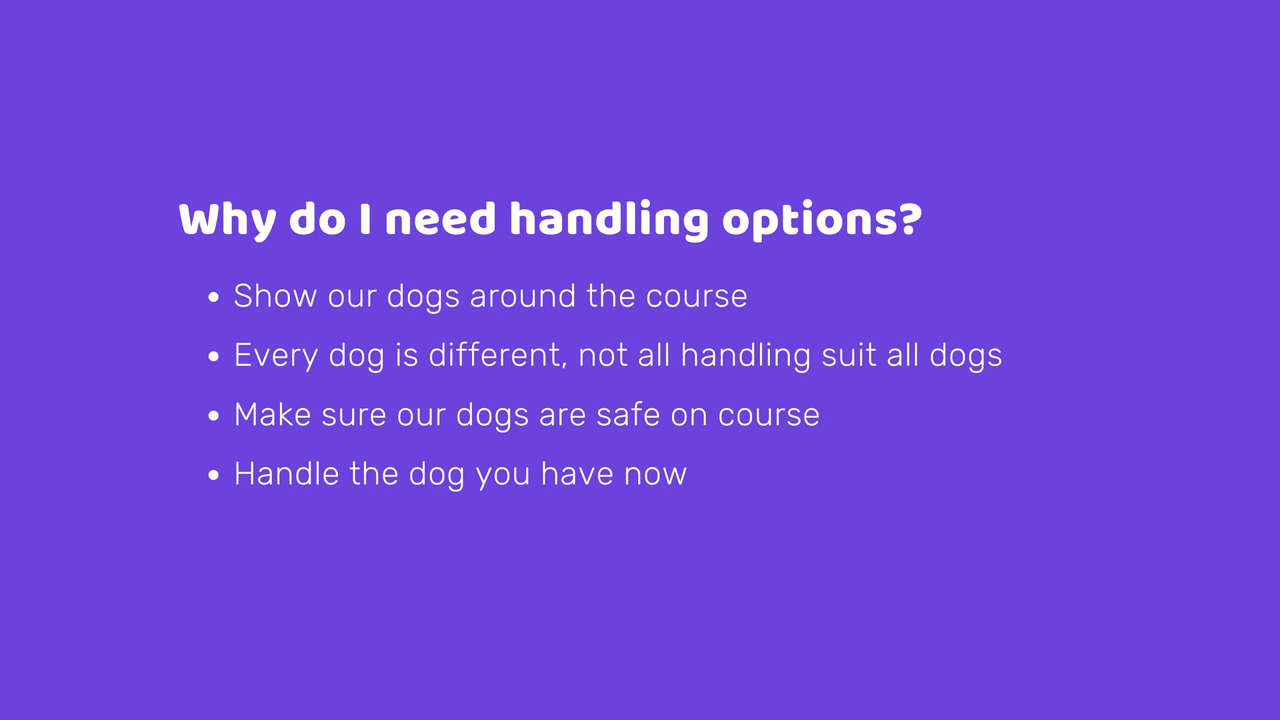 Why do I need handling options?
• Show our dogs around the course
• Every dog is different, not all handling suit all dogs
• Make sure our dogs are safe on course
• Handle the dog you have now